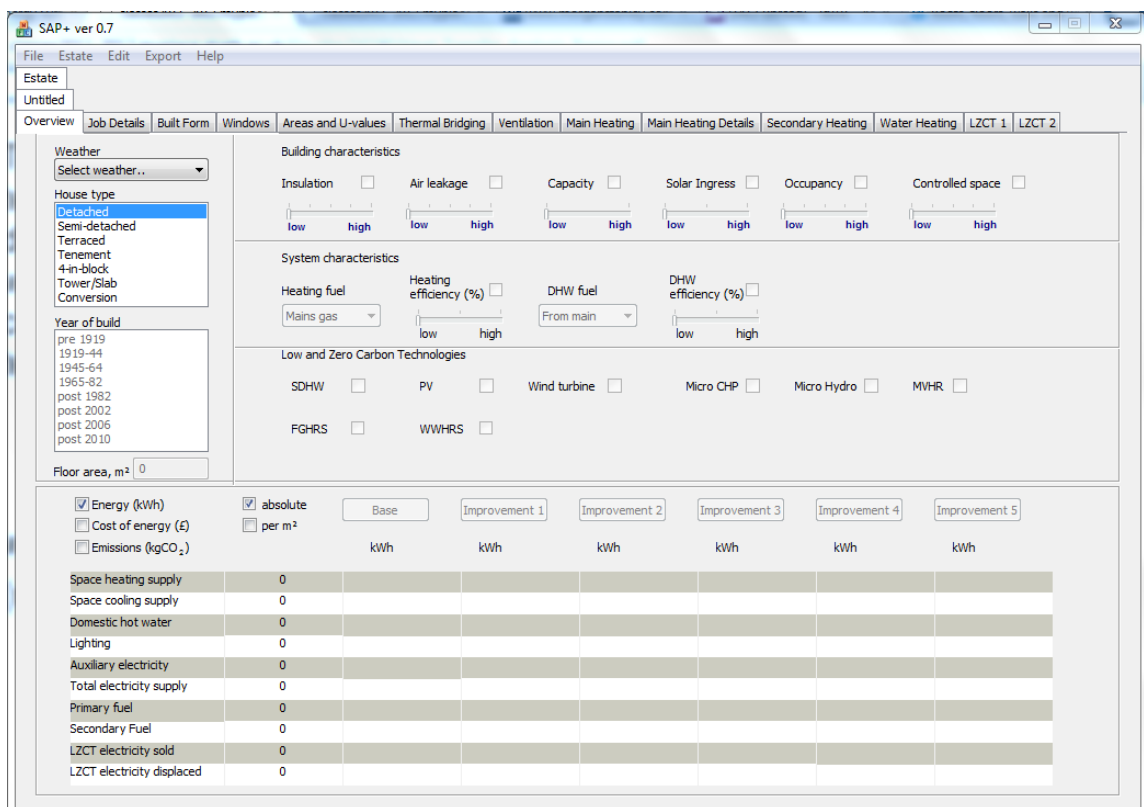 SAP+ ver 0.7
File Estate Edit Export Help
Estate
Untitled
Overview Job Details Built Form Windows Areas and U-values Thermal Bridging Ventilation Main Heating Main Heating Details Secondary Heating Water Heating LZCT 1 LZCT 2
Weather
Select weather..
House type
Detached
Semi-detached
Terraced
Tenement
4-in-block
Tower/Slab
Conversion
Year of build
pre 1919
1919-44
1945-64
1965-82
post 1982
post 2002
post 2006
post 2010
Floor area, m² 0
Building characteristics
Insulation Air leakage Capacity Solar Ingress Occupancy Controlled space
low high low high low high low high low high low high
System characteristics
Heating fuel Heating efficiency (%) DHW fuel DHW efficiency (%)
Mains gas From main
low high low high
Low and Zero Carbon Technologies
SDHW PV Wind turbine Micro CHP Micro Hydro MVHR
FGHRS WWHRS
Energy (kWh) absolute Base Improvement 1 Improvement 2 Improvement 3 Improvement 4 Improvement 5
Cost of energy (£) per m²
Emissions (kgCO₂) kWh kWh kWh kWh kWh kWh
Space heating supply 0
Space cooling supply 0
Domestic hot water 0
Lighting 0
Auxiliary electricity 0
Total electricity supply 0
Primary fuel 0
Secondary Fuel 0
LZCT electricity sold 0
LZCT electricity displaced 0